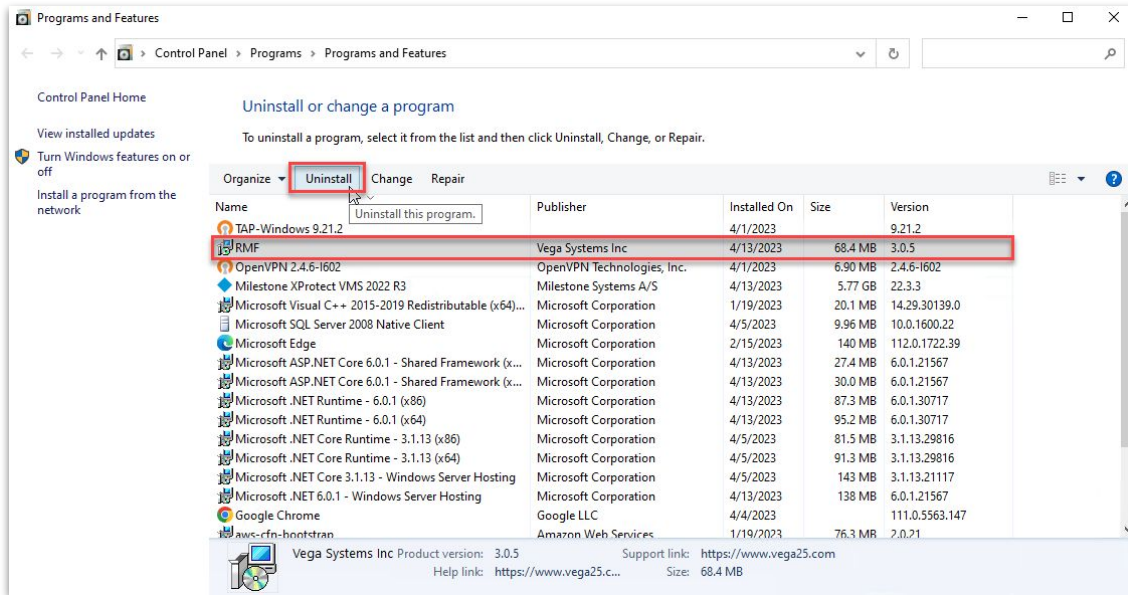 Programs and Features
Control Panel > Programs > Programs and Features
Control Panel Home
View installed updates
Turn Windows features on or
off
Install a program from the
network
Uninstall or change a program
To uninstall a program, select it from the list and then click Uninstall, Change, or Repair.
Organize Uninstall Change Repair
Uninstall this program.
Name Publisher Installed On Size Version
TAP-Windows 9.21.2 4/1/2023 9.21.2
RMF Vega Systems Inc 4/13/2023 68.4 MB 3.0.5
OpenVPN 2.4.6-I602 OpenVPN Technologies, Inc. 4/1/2023 6.90 MB 2.4.6-I602
Milestone XProtect VMS 2022 R3 Milestone Systems A/S 4/13/2023 5.77 GB 22.3.3
Microsoft Visual C++ 2015-2019 Redistributable (x64)... Microsoft Corporation 1/19/2023 20.1 MB 14.29.30139.0
Microsoft SQL Server 2008 Native Client Microsoft Corporation 4/5/2023 9.96 MB 10.0.1600.22
Microsoft Edge Microsoft Corporation 2/15/2023 140 MB 112.0.1722.39
Microsoft ASP.NET Core 6.0.1 - Shared Framework (x... Microsoft Corporation 4/13/2023 27.4 MB 6.0.1.21567
Microsoft ASP.NET Core 6.0.1 - Shared Framework (x... Microsoft Corporation 4/13/2023 30.0 MB 6.0.1.21567
Microsoft .NET Runtime - 6.0.1 (x86) Microsoft Corporation 4/13/2023 87.3 MB 6.0.1.30717
Microsoft .NET Runtime - 6.0.1 (x64) Microsoft Corporation 4/13/2023 95.2 MB 6.0.1.30717
Microsoft .NET Core Runtime - 3.1.13 (x86) Microsoft Corporation 4/5/2023 81.5 MB 3.1.13.29816
Microsoft .NET Core Runtime - 3.1.13 (x64) Microsoft Corporation 4/5/2023 91.3 MB 3.1.13.29816
Microsoft .NET Core 3.1.13 - Windows Server Hosting Microsoft Corporation 4/5/2023 143 MB 3.1.13.21117
Microsoft .NET 6.0.1 - Windows Server Hosting Microsoft Corporation 4/13/2023 138 MB 6.0.1.21567
Google Chrome Google LLC 4/4/2023 111.0.5563.147
aws-cfn-bootstrap Amazon Web Services 1/19/2023 76.3 MB 2.0.21
Vega Systems Inc Product version: 3.0.5 Support link: https://www.vega25.com
Help link: https://www.vega25.c... Size: 68.4 MB